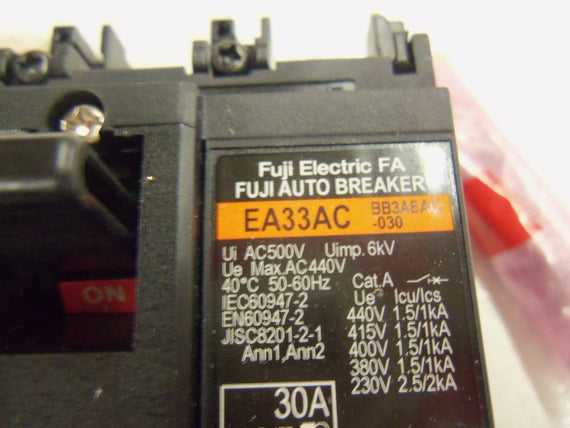 Fuji Electric FA
FUJI AUTO BREAKER
EA33AC
-030
Ui AC500V Uimp.6kV
Ue Max.AC440V
40°C 50-60Hz Cat.A
IEC60947-2 Ue Icu/Ics
EN60947-2 440V 1.5/1kA
JISC8201-2-1 415V 1.5/1kA
Ann1,Ann2 400V 1.5/1kA
380V 1.5/1kA
230V 2.5/2kA
30A
ON